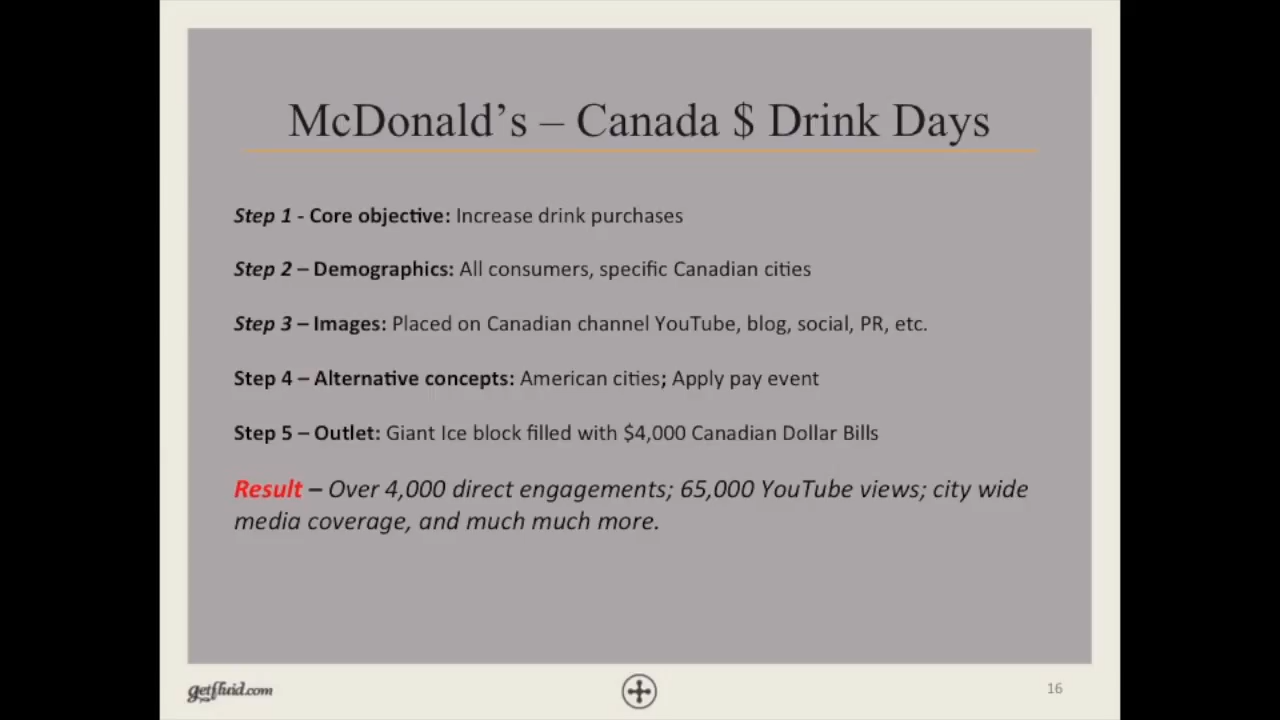 McDonald's – Canada $ Drink Days
Step 1 - Core objective: Increase drink purchases
Step 2 – Demographics: All consumers, specific Canadian cities
Step 3 – Images: Placed on Canadian channel YouTube, blog, social, PR, etc.
Step 4 – Alternative concepts: American cities; Apply pay event
Step 5 – Outlet: Giant Ice block filled with $4,000 Canadian Dollar Bills
Result – Over 4,000 direct engagements; 65,000 YouTube views; city wide
media coverage, and much much more.
getfluid.com
16